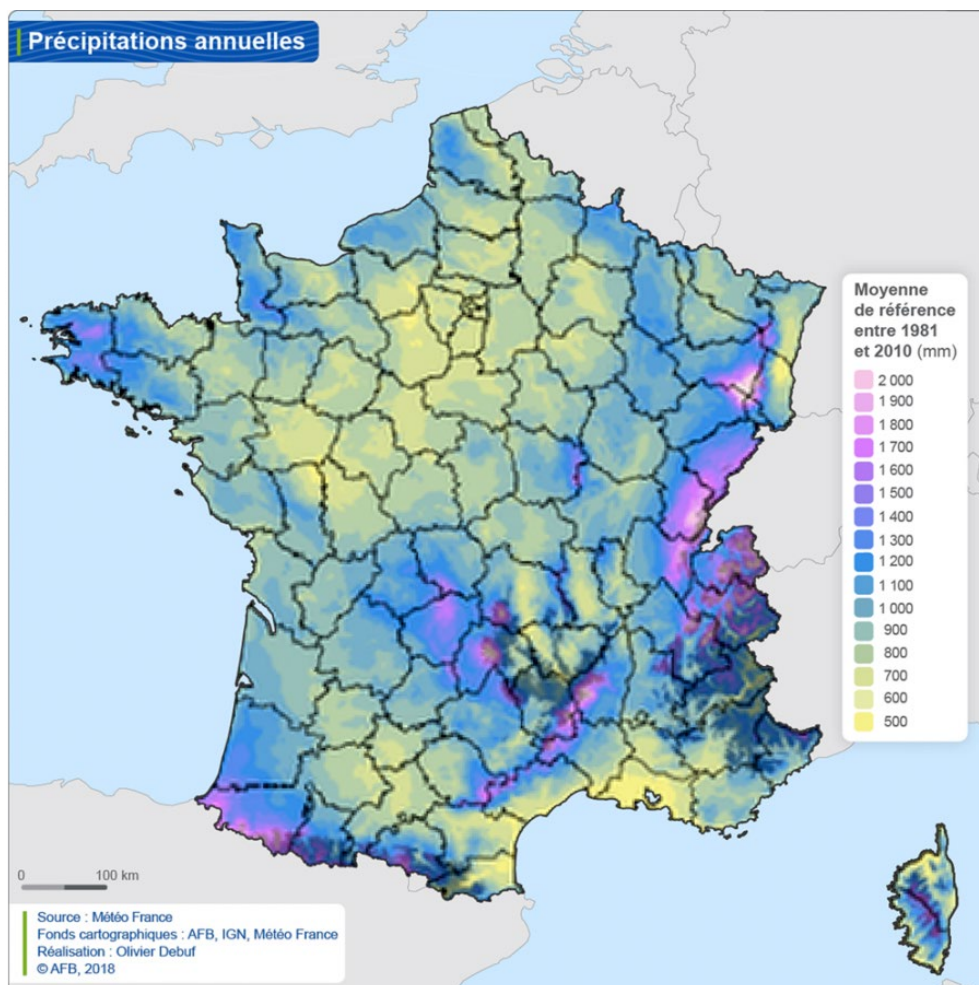 Précipitations annuelles
Moyenne
de référence
entre 1981
et 2010 (mm)
2 000
1 900
1 800
1 700
1 600
1 500
1 400
1 300
1 200
1 100
1 000
900
800
700
600
500
0 100 km
Source : Météo France
Fonds cartographiques : AFB, IGN, Météo France
Réalisation : Olivier Debuf
© AFB, 2018